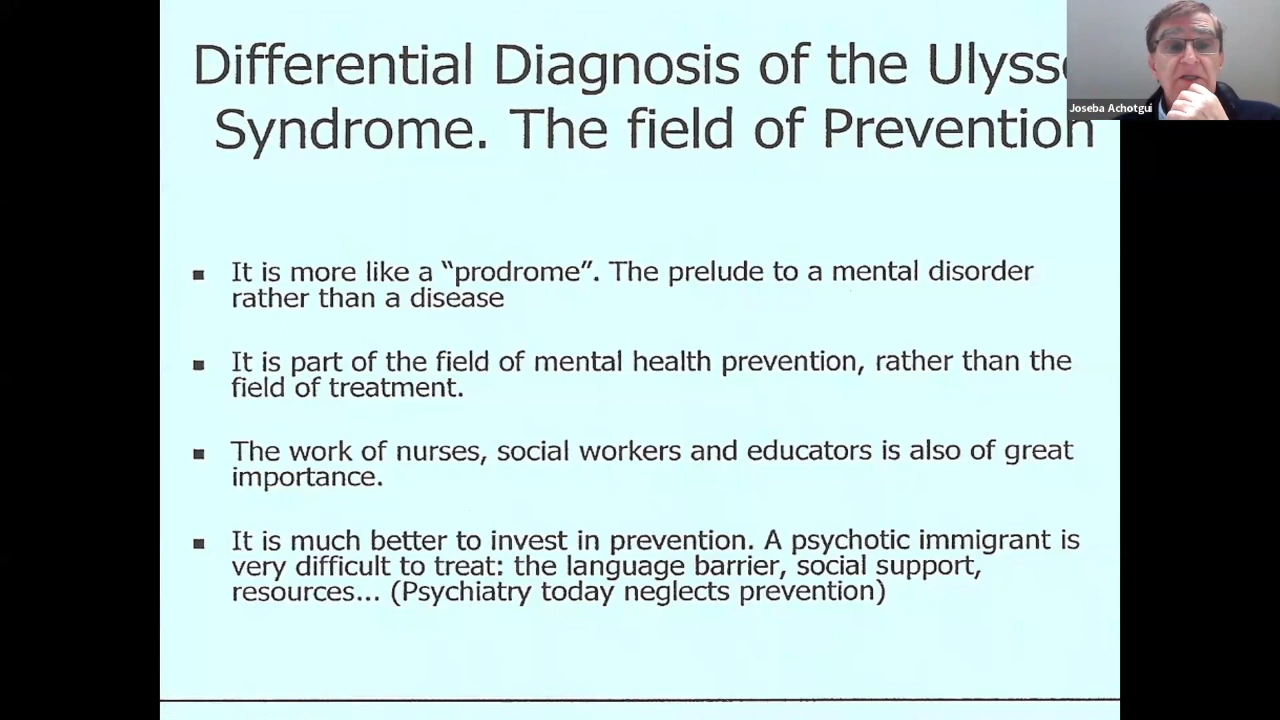 Differential Diagnosis of the Ulysse
Syndrome. The field of Prevention
Joseba Achotgui
▪ It is more like a “prodrome”. The prelude to a mental disorder
rather than a disease
▪ It is part of the field of mental health prevention, rather than the
field of treatment.
▪ The work of nurses, social workers and educators is also of great
importance.
▪ It is much better to invest in prevention. A psychotic immigrant is
very difficult to treat: the language barrier, social support,
resources... (Psychiatry today neglects prevention)